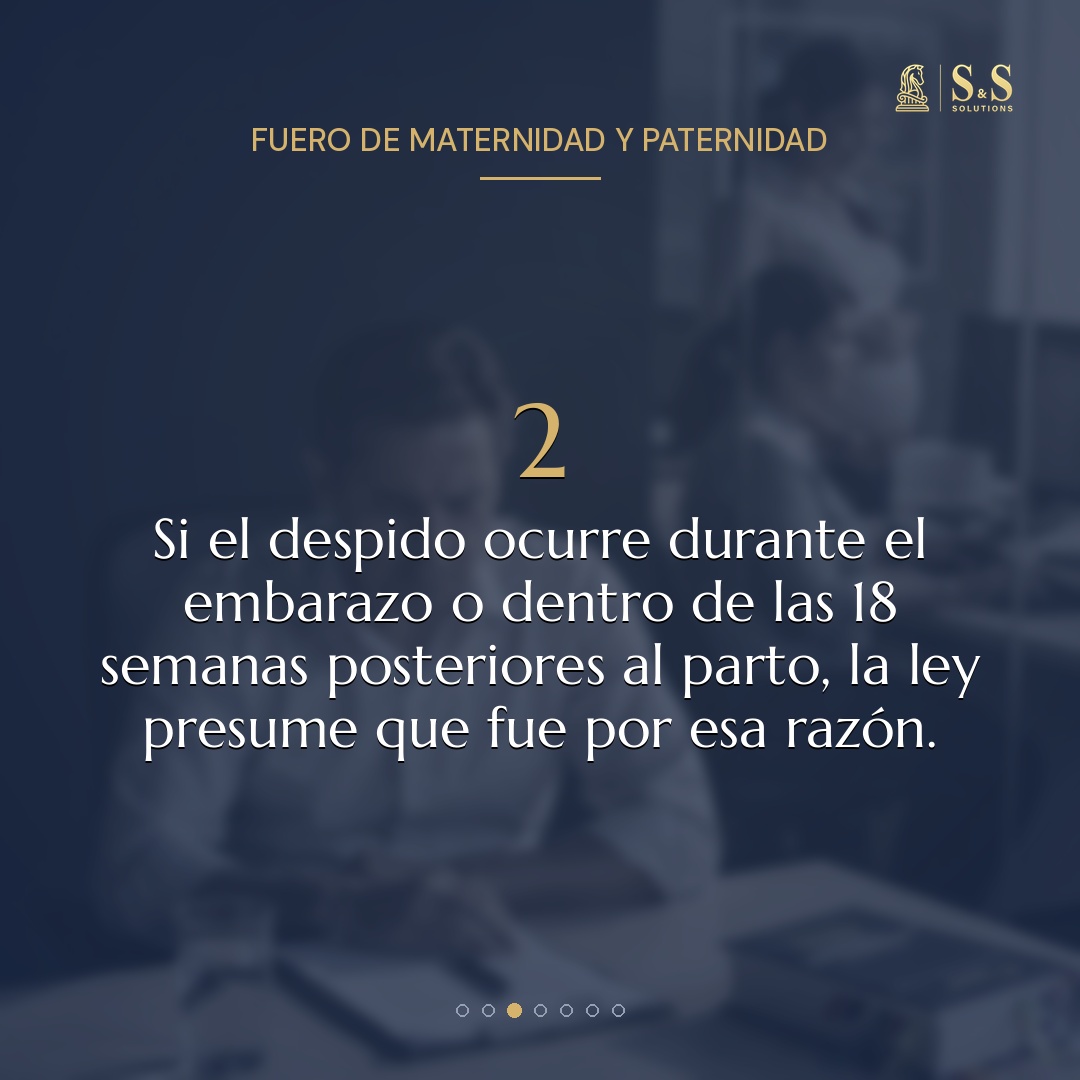 S&S
SOLUTIONS
FUERO DE MATERNIDAD Y PATERNIDAD
2
Si el despido ocurre durante el
embarazo o dentro de las 18
semanas posteriores al parto, la ley
presume que fue por esa razón.